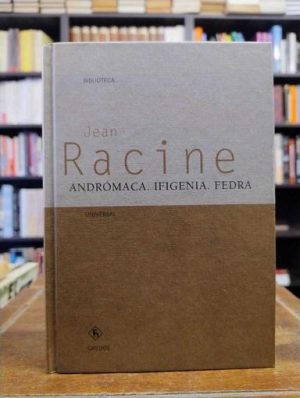 BIBLIOTECA
Jean
Racine
ANDRÓMACA. IFIGENIA. FEDRA
UNIVERSAL
GREDOS